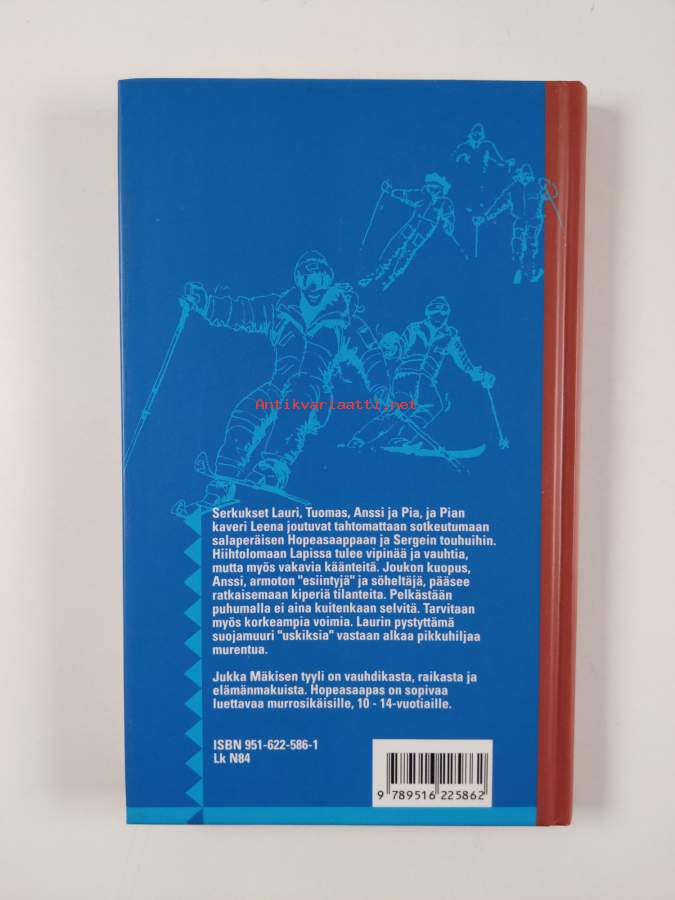 Antikvariaatti.net
Serkukset Lauri, Tuomas, Anssi ja Pia, ja Pian
kaveri Leena joutuvat tahtomattaan sotkeutumaan
salaperäisen Hopeasaappaan ja Sergein touhuihin.
Hiihtolomaan Lapissa tulee vipinää ja vauhtia,
mutta myös vakavia käänteitä. Joukon kuopus,
Anssi, armoton "esiintyjä" ja söheltäjä, pääsee
ratkaisemaan kiperiä tilanteita. Pelkästään
puhumalla ei aina kuitenkaan selvitä. Tarvitaan
myös korkeampia voimia. Laurin pystyttämä
suojamuuri "uskiksia" vastaan alkaa pikkuhiljaa
murentua.
Jukka Mäkisen tyyli on vauhdikasta, raikasta ja
elämänmakuista. Hopeasaapas on sopivaa
luettavaa murrosikäisille, 10 - 14-vuotiaille.
ISBN 951-622-586-1
Lk N84
9 789516 225862